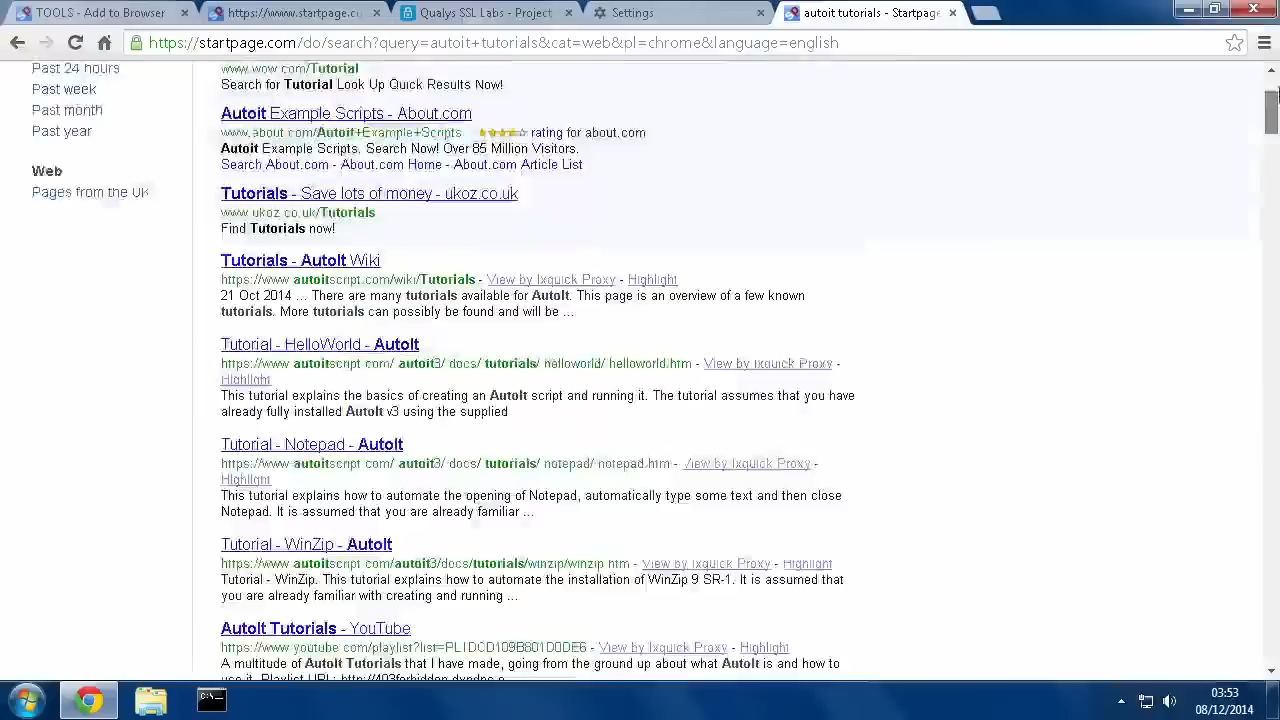 TOOLS - Add to Browser
https://www.startpage.cu
Qualys SSL Labs - Project
Settings
autoit tutorials - Startpage
https://startpage.com/do/search?query=autoit+tutorials&
=web&pl=chrome&language=english
Past 24 hours
Past week
Past month
Past year
Web
Pages from the UK
www.wow.com/Tutorial
Search for Tutorial Look Up Quick Results Now!
Autoit Example Scripts - About.com
www.about.com/Autoit+Example+Scripts rating for about.com
Autoit Example Scripts. Search Now! Over 85 Million Visitors.
Search About.com - About.com Home - About.com Article List
Tutorials - Save lots of money - ukoz.co.uk
www.ukoz.co.uk/Tutorials
Find Tutorials now!
Tutorials - AutoIt Wiki
https://www.autoitscript.com/wiki/Tutorials - View by Ixquick Proxy - Highlight
21 Oct 2014 ... There are many tutorials available for AutoIt. This page is an overview of a few known
tutorials. More tutorials can possibly be found and will be ...
Tutorial - HelloWorld - AutoIt
https://www.autoitscript.com/ autoit3/ docs/ tutorials/ helloworld/ helloworld.htm - View by Ixquick Proxy -
Highlight
This tutorial explains the basics of creating an AutoIt script and running it. The tutorial assumes that you have
already fully installed AutoIt v3 using the supplied
Tutorial - Notepad - AutoIt
https://www.autoitscript.com/ autoit3/ docs/ tutorials/ notepad/ notepad.htm - View by Ixquick Proxy -
Highlight
This tutorial explains how to automate the opening of Notepad, automatically type some text and then close
Notepad. It is assumed that you are already familiar ...
Tutorial - WinZip - AutoIt
https://www.autoitscript.com/autoit3/docs/tutorials/winzip/winzip.htm - View by Ixquick Proxy - Highlight
Tutorial - WinZip. This tutorial explains how to automate the installation of WinZip 9 SR-1. It is assumed that
you are already familiar with creating and running ...
AutoIt Tutorials - YouTube
https://www.youtube.com/playlist?list=PL1DCD109B801D0DE6 - View by Ixquick Proxy - Highlight
A multitude of AutoIt Tutorials that I have made, going from the ground up about what AutoIt is and how to
use it. Playlist URL: http://
03:53
08/12/2014